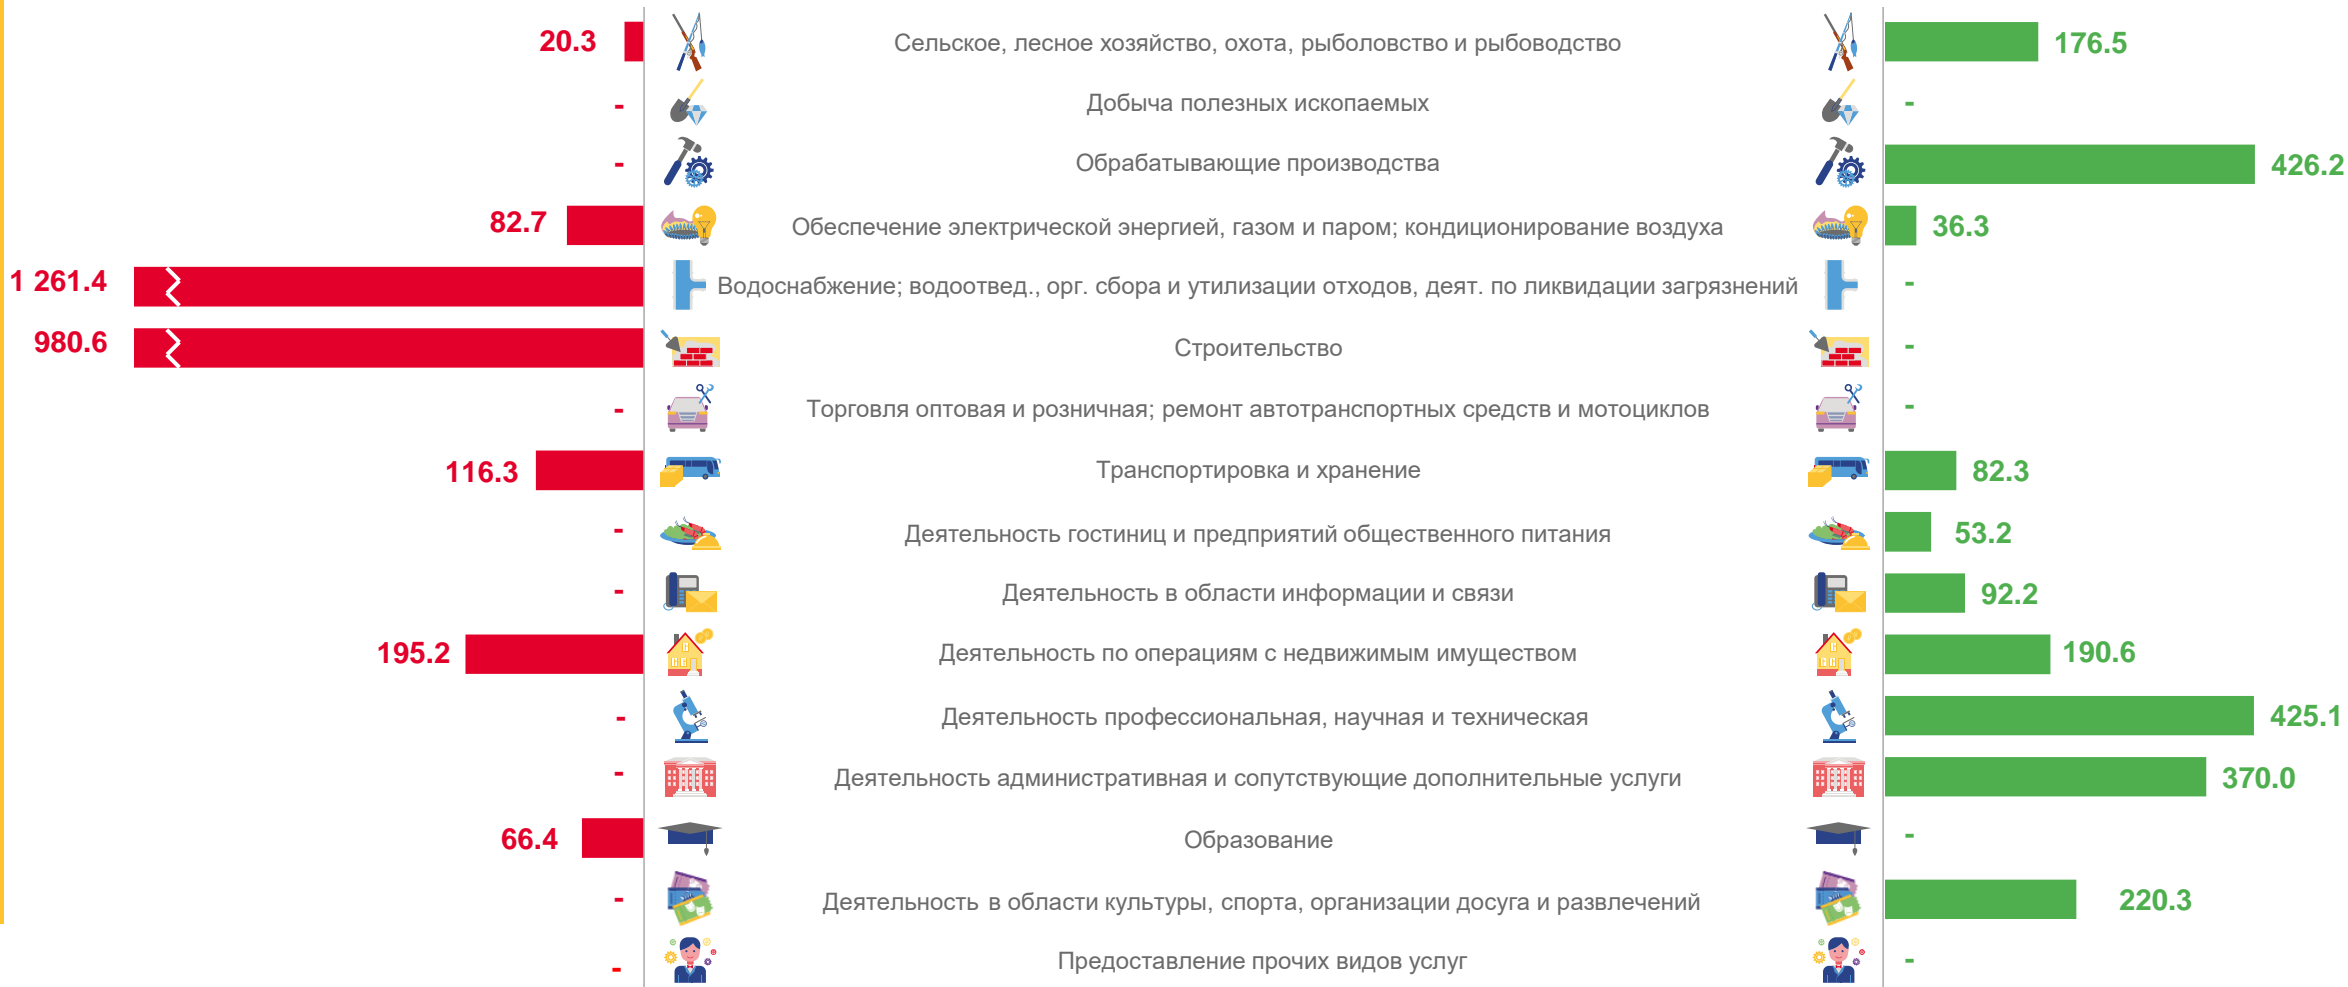 20.3 Сельское, лесное хозяйство, охота, рыболовство и рыбоводство 176.5
- Добыча полезных ископаемых -
- Обрабатывающие производства 426.2
82.7 Обеспечение электрической энергией, газом и паром; кондиционирование воздуха 36.3
1 261.4 Водоснабжение; водоотвед., орг. сбора и утилизации отходов, деят. по ликвидации загрязнений -
980.6 Строительство -
- Торговля оптовая и розничная; ремонт автотранспортных средств и мотоциклов -
116.3 Транспортировка и хранение 82.3
- Деятельность гостиниц и предприятий общественного питания 53.2
- Деятельность в области информации и связи 92.2
195.2 Деятельность по операциям с недвижимым имуществом 190.6
- Деятельность профессиональная, научная и техническая 425.1
- Деятельность административная и сопутствующие дополнительные услуги 370.0
66.4 Образование -
- Деятельность в области культуры, спорта, организации досуга и развлечений 220.3
- Предоставление прочих видов услуг -